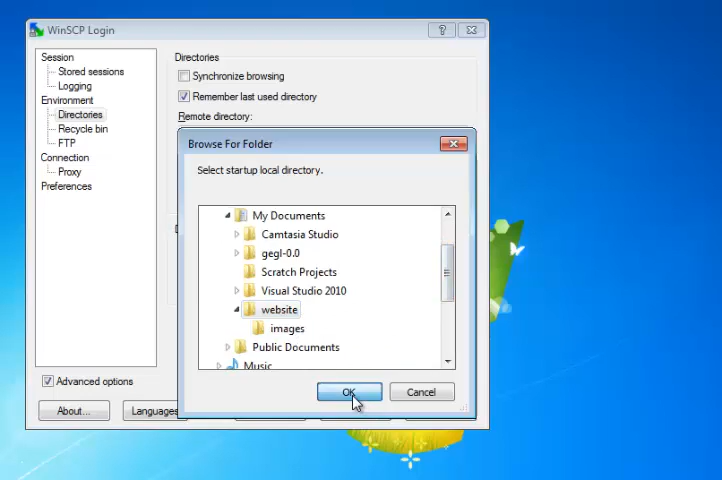 WinSCP Login
Session
Stored sessions
Logging
Environment
Directories
Recycle bin
FTP
Connection
Proxy
Preferences
Directories
Synchronize browsing
Remember last used directory
Remote directory:
Browse For Folder
Select startup local directory.
My Documents
Camtasia Studio
gegl-0.0
Scratch Projects
Visual Studio 2010
website
images
Public Documents
Music
OK
Cancel
Advanced options
About...
Languages